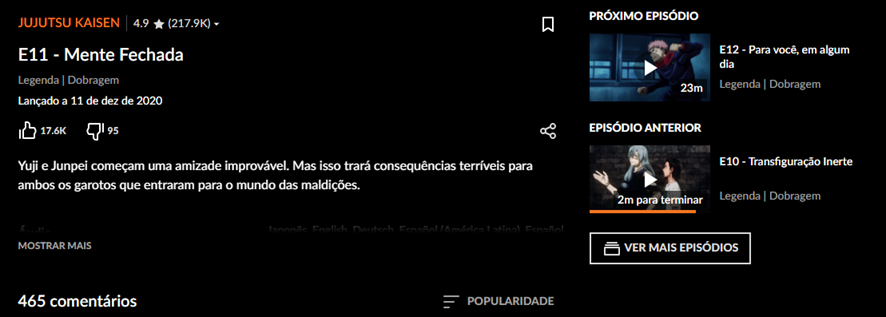 JUJUTSU KAISEN | 4.9 ★ (217.9K)
E11 - Mente Fechada
Legenda | Dobragem
Lançado a 11 de dez de 2020
17.6K 95
Yuji e Junpei começam uma amizade improvável. Mas isso trará consequências terríveis para
ambos os garotos que entraram para o mundo das maldições.
Áudio Japonês, English, Deutsch, Español (América Latina), Español
MOSTRAR MAIS
465 comentários
POPULARIDADE
PRÓXIMO EPISÓDIO
23m
E12 - Para você, em algum
dia
Legenda | Dobragem
EPISÓDIO ANTERIOR
2m para terminar
E10 - Transfiguração Inerte
Legenda | Dobragem
VER MAIS EPISÓDIOS